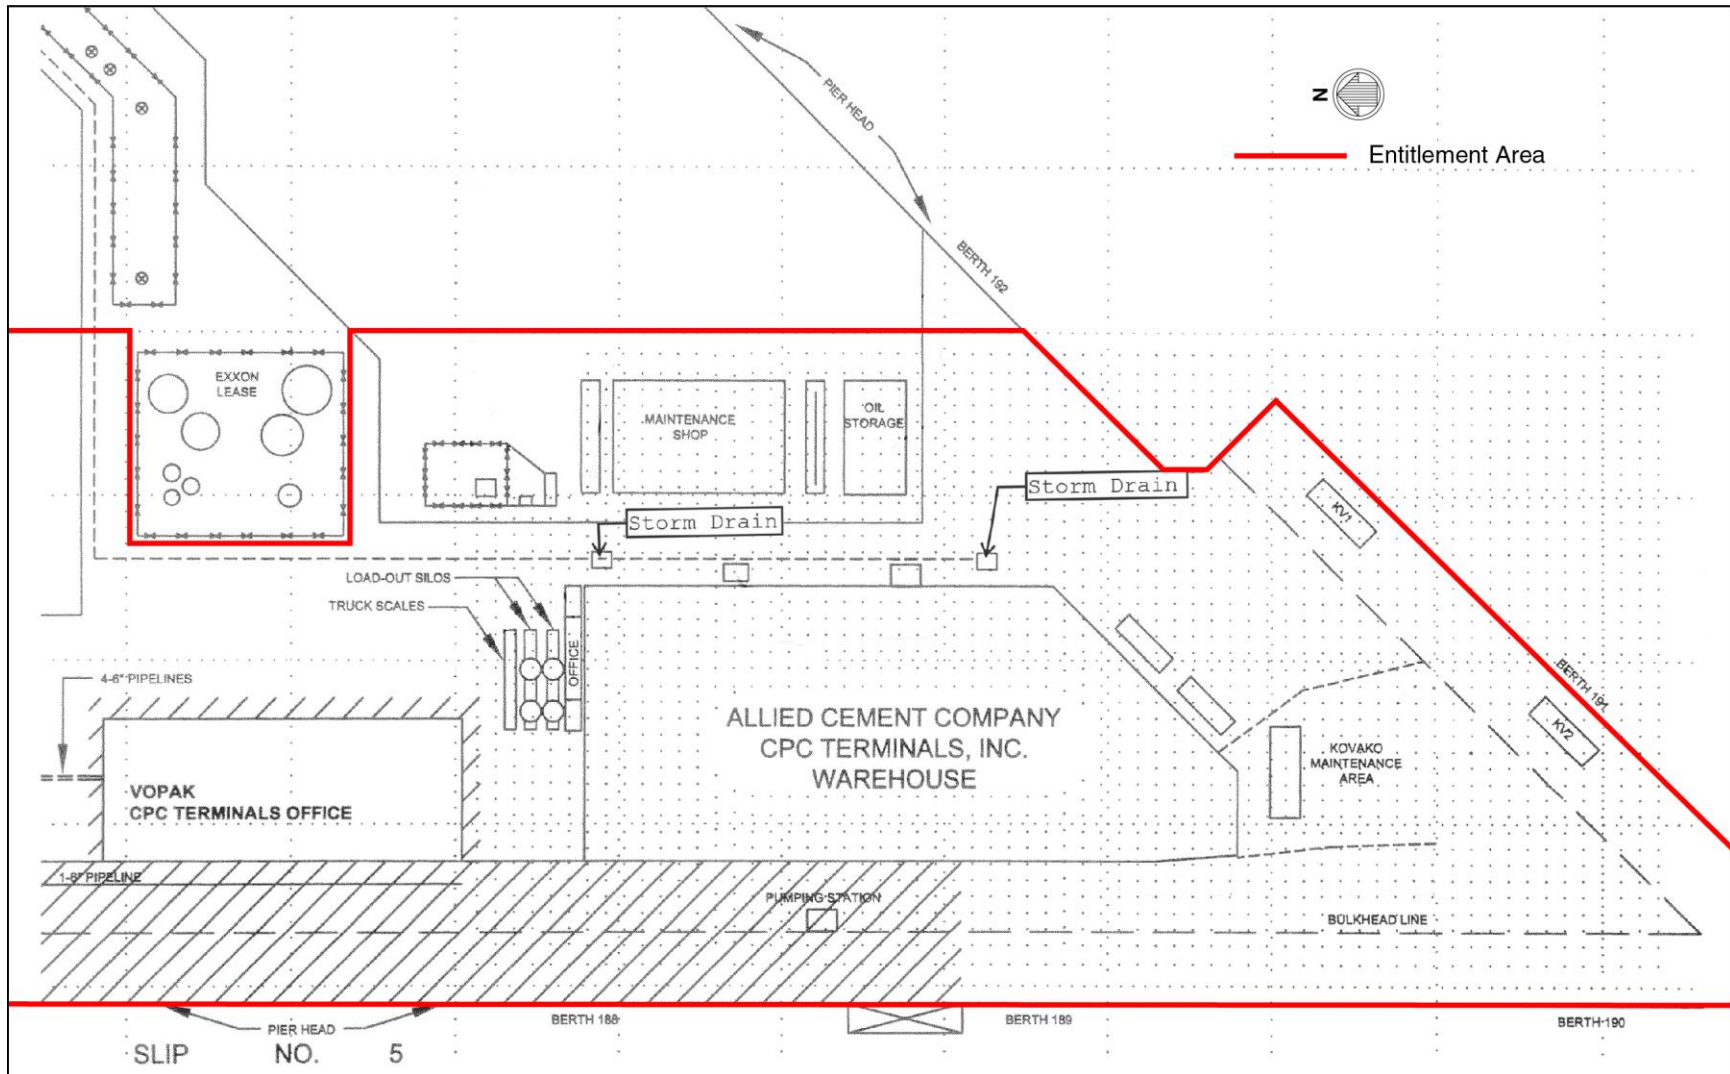 PIER HEAD
N
Entitlement Area
BERTH 192
EXXON
LEASE
MAINTENANCE
SHOP
OIL
STORAGE
Storm Drain
Storm Drain
KV1
LOAD-OUT SILOS
TRUCK SCALES
OFFICE
4-6" PIPELINES
BERTH 191
KV2
ALLIED CEMENT COMPANY
CPC TERMINALS, INC.
WAREHOUSE
KOVAKO
MAINTENANCE
AREA
VOPAK
CPC TERMINALS OFFICE
1-6" PIPELINE
PUMPING STATION
BULKHEAD LINE
PIER HEAD
BERTH 188
BERTH 189
BERTH 190
SLIP NO. 5